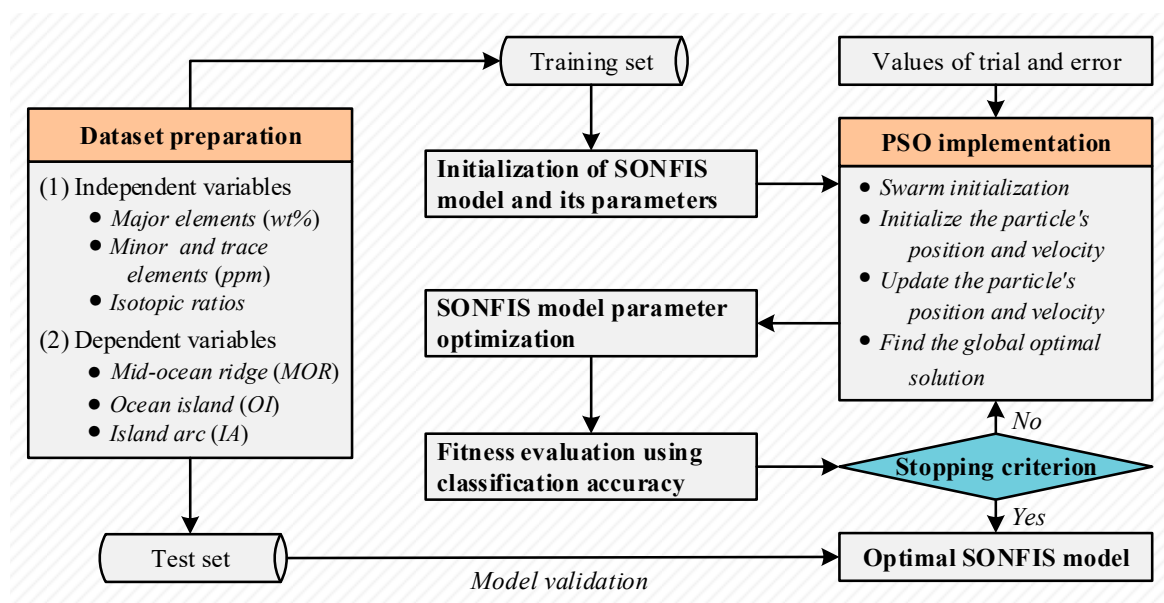 Training set
Values of trial and error
Dataset preparation
(1) Independent variables
● Major elements (wt%)
● Minor and trace
elements (ppm)
● Isotopic ratios
(2) Dependent variables
● Mid-ocean ridge (MOR)
● Ocean island (OI)
● Island arc (IA)
Initialization of SONFIS
model and its parameters
PSO implementation
● Swarm initialization
● Initialize the particle's
position and velocity
● Update the particle's
position and velocity
● Find the global optimal
solution
SONFIS model parameter
optimization
Fitness evaluation using
classification accuracy
No
Stopping criterion
Yes
Test set
Model validation
Optimal SONFIS model